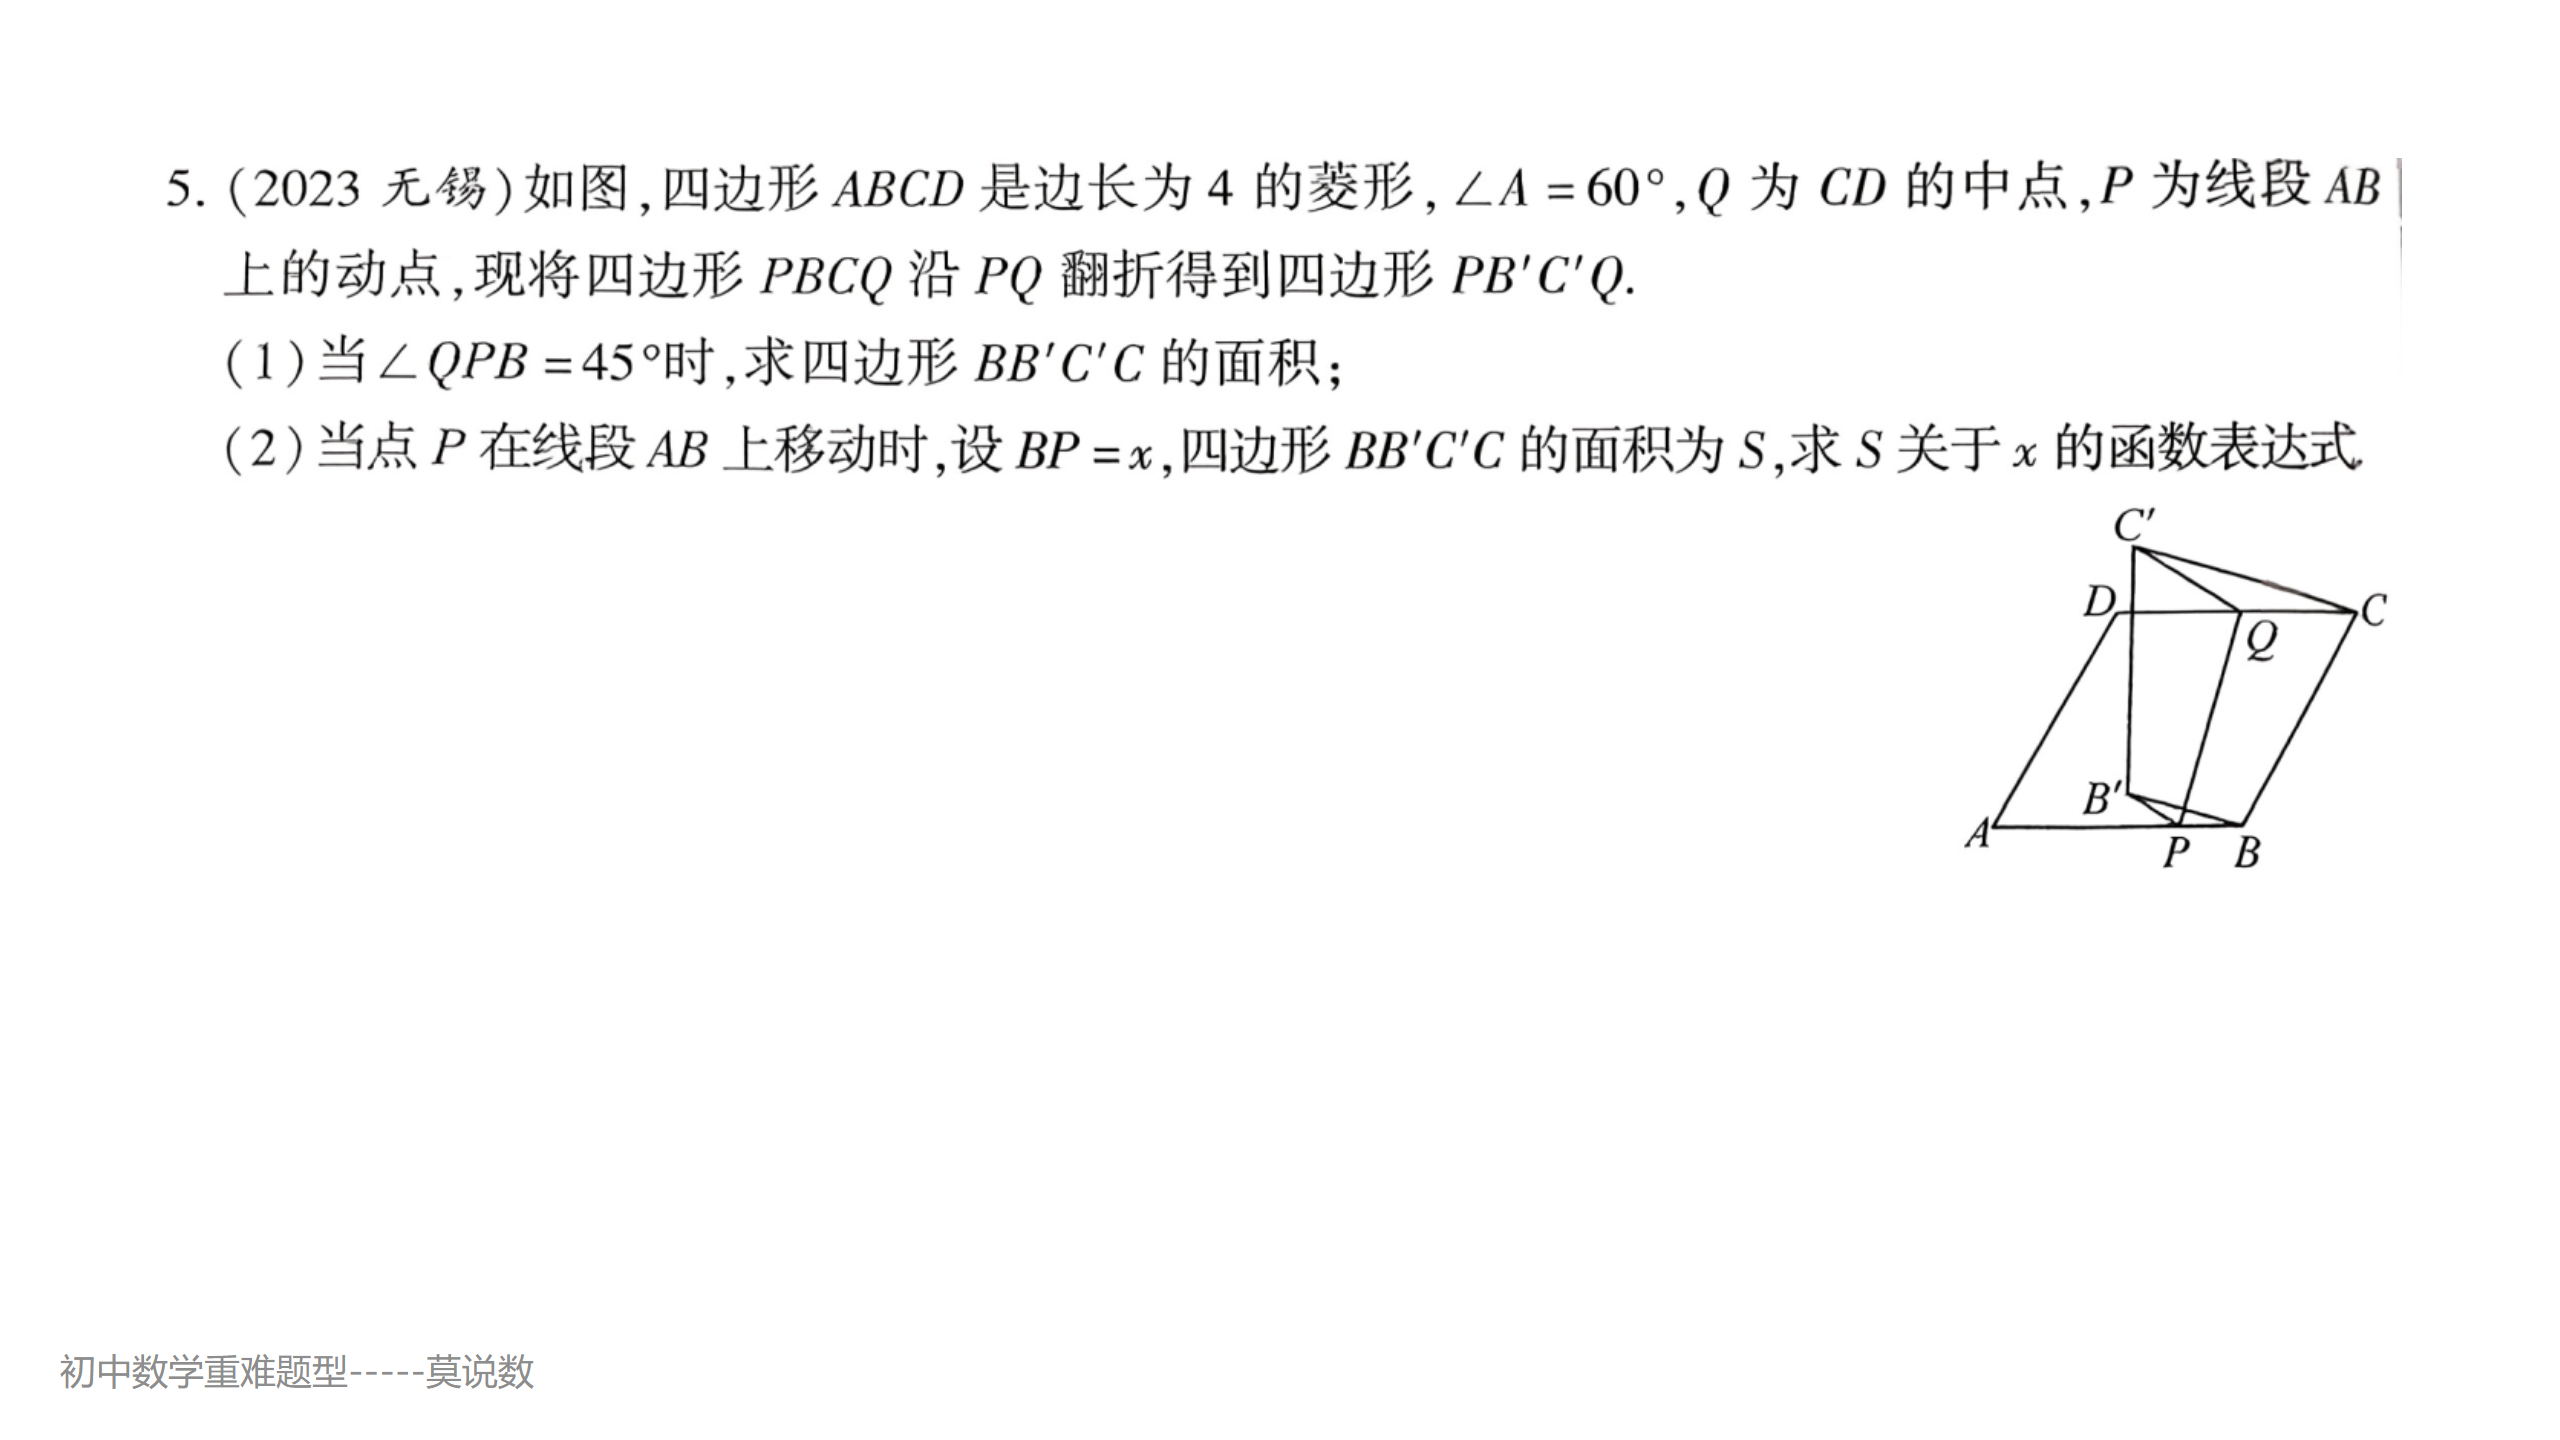 5. (2023 无锡)如图,四边形 ABCD 是边长为 4 的菱形,∠A = 60°,Q 为 CD 的中点,P 为线段 AB
上的动点,现将四边形 PBCQ 沿 PQ 翻折得到四边形 PB′C′Q.
(1)当∠QPB = 45°时,求四边形 BB′C′C 的面积;
(2)当点 P 在线段 AB 上移动时,设 BP = x,四边形 BB′C′C 的面积为 S,求 S 关于 x 的函数表达式.
C′
D
C
Q
B′
A
P
B
初中数学重难题型-----莫说数